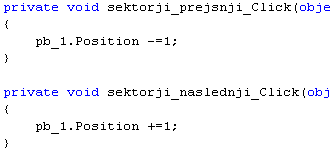 private void sektorji_prejsnji_Click(obje
{
    pb_1.Position -=1;
}
private void sektorji_naslednji_Click(obj
{
    pb_1.Position +=1;
}